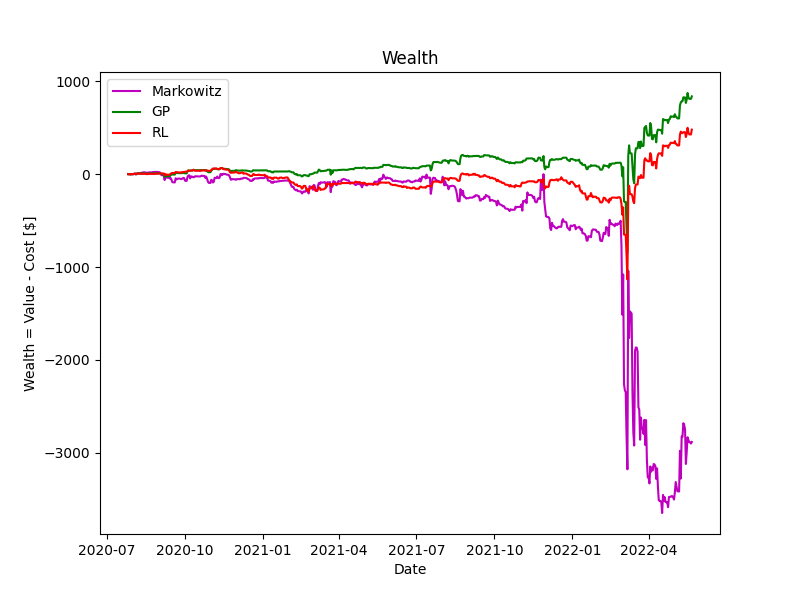 Wealth
1000
0
−1000
−2000
−3000
Wealth = Value - Cost [$]
Markowitz
GP
RL
2020-07 2020-10 2021-01 2021-04 2021-07 2021-10 2022-01 2022-04
Date